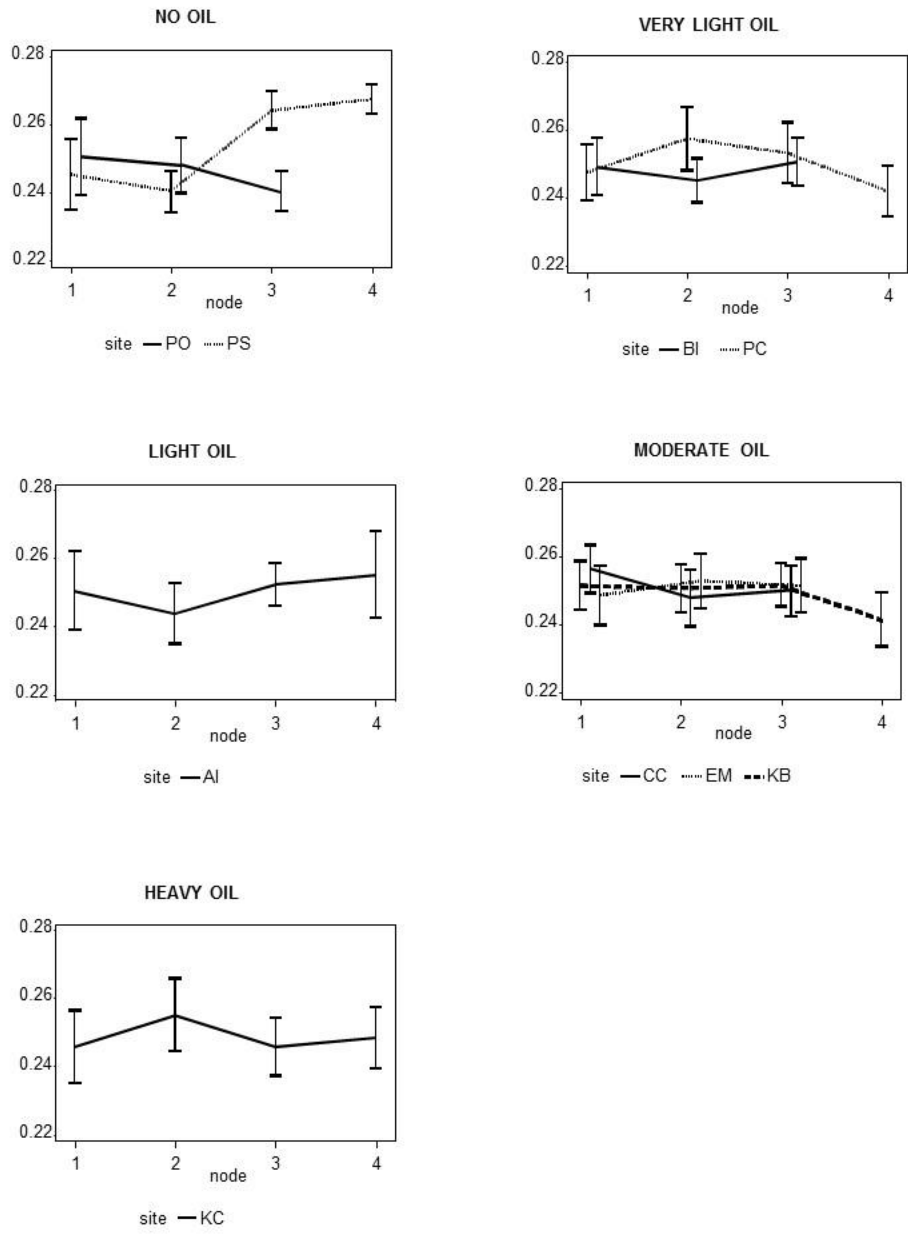 NO OIL
0.28
0.26
0.24
0.22
1 2 3 4
node
site PO PS
VERY LIGHT OIL
0.28
0.26
0.24
0.22
1 2 3 4
node
site BI PC
LIGHT OIL
0.28
0.26
0.24
0.22
1 2 3 4
node
site AI
MODERATE OIL
0.28
0.26
0.24
0.22
1 2 3 4
node
site CC EM KB
HEAVY OIL
0.28
0.26
0.24
0.22
1 2 3 4
node
site KC